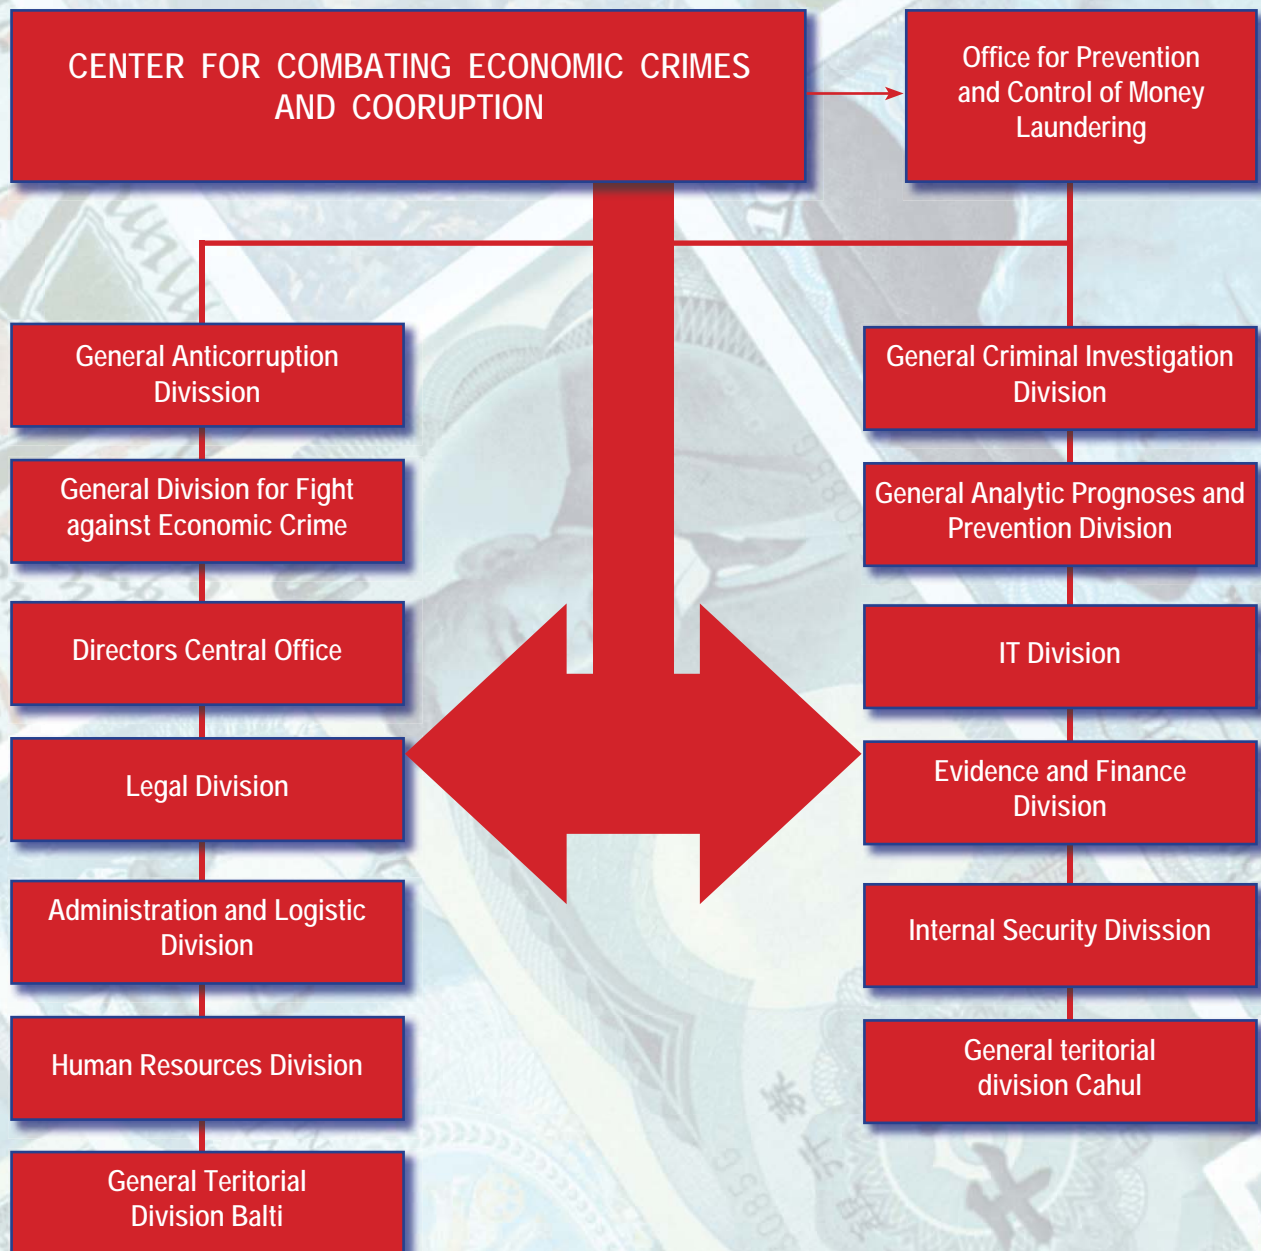 CENTER FOR COMBATING ECONOMIC CRIMES
AND COORUPTION
Office for Prevention
and Control of Money
Laundering
General Anticorruption
Divission
General Division for Fight
against Economic Crime
Directors Central Office
Legal Division
Administration and Logistic
Division
Human Resources Division
General Teritorial
Division Balti
General Criminal Investigation
Division
General Analytic Prognoses and
Prevention Division
IT Division
Evidence and Finance
Division
Internal Security Divission
General teritorial
division Cahul